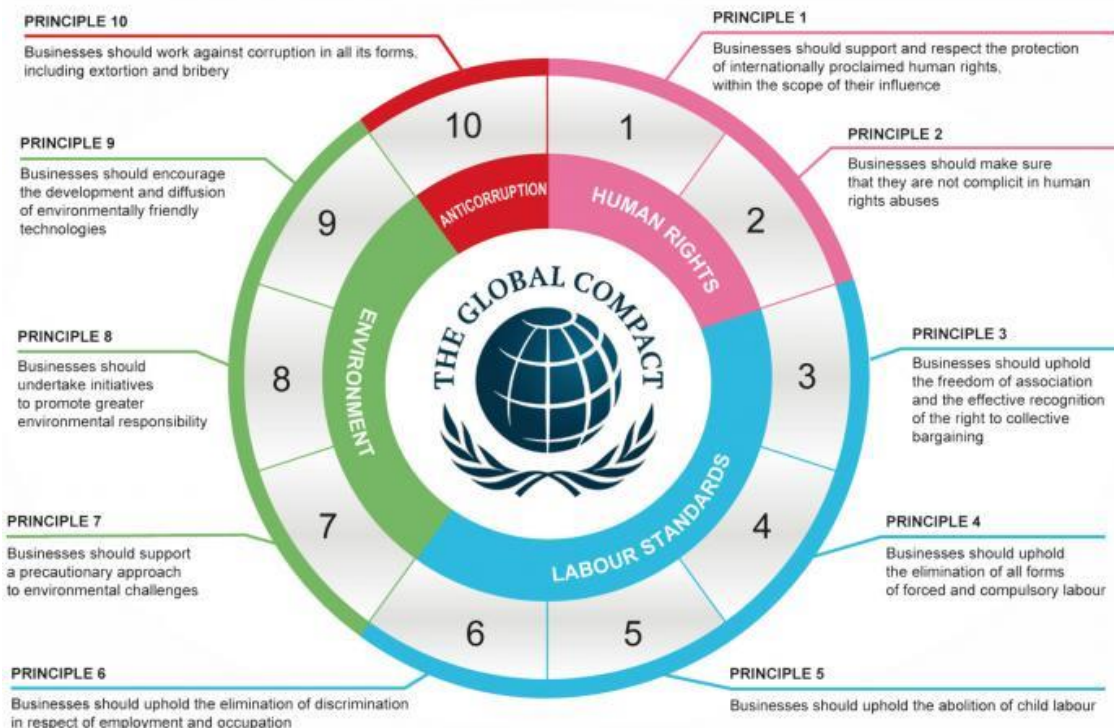 PRINCIPLE 10
Businesses should work against corruption in all its forms,
including extortion and bribery
PRINCIPLE 1
Businesses should support and respect the protection
of internationally proclaimed human rights,
within the scope of their influence
PRINCIPLE 9
Businesses should encourage
the development and diffusion
of environmentally friendly
technologies
PRINCIPLE 2
Businesses should make sure
that they are not complicit in human
rights abuses
PRINCIPLE 8
Businesses should
undertake initiatives
to promote greater
environmental responsibility
PRINCIPLE 3
Businesses should uphold
the freedom of association
and the effective recognition
of the right to collective
bargaining
PRINCIPLE 7
Businesses should support
a precautionary approach
to environmental challenges
PRINCIPLE 4
Businesses should uphold
the elimination of all forms
of forced and compulsory labour
PRINCIPLE 6
Businesses should uphold the elimination of discrimination
in respect of employment and occupation
PRINCIPLE 5
Businesses should uphold the abolition of child labour
10
1
2
3
4
5
6
7
8
9
ANTICORRUPTION
HUMAN RIGHTS
LABOUR STANDARDS
ENVIRONMENT
THE GLOBAL COMPACT